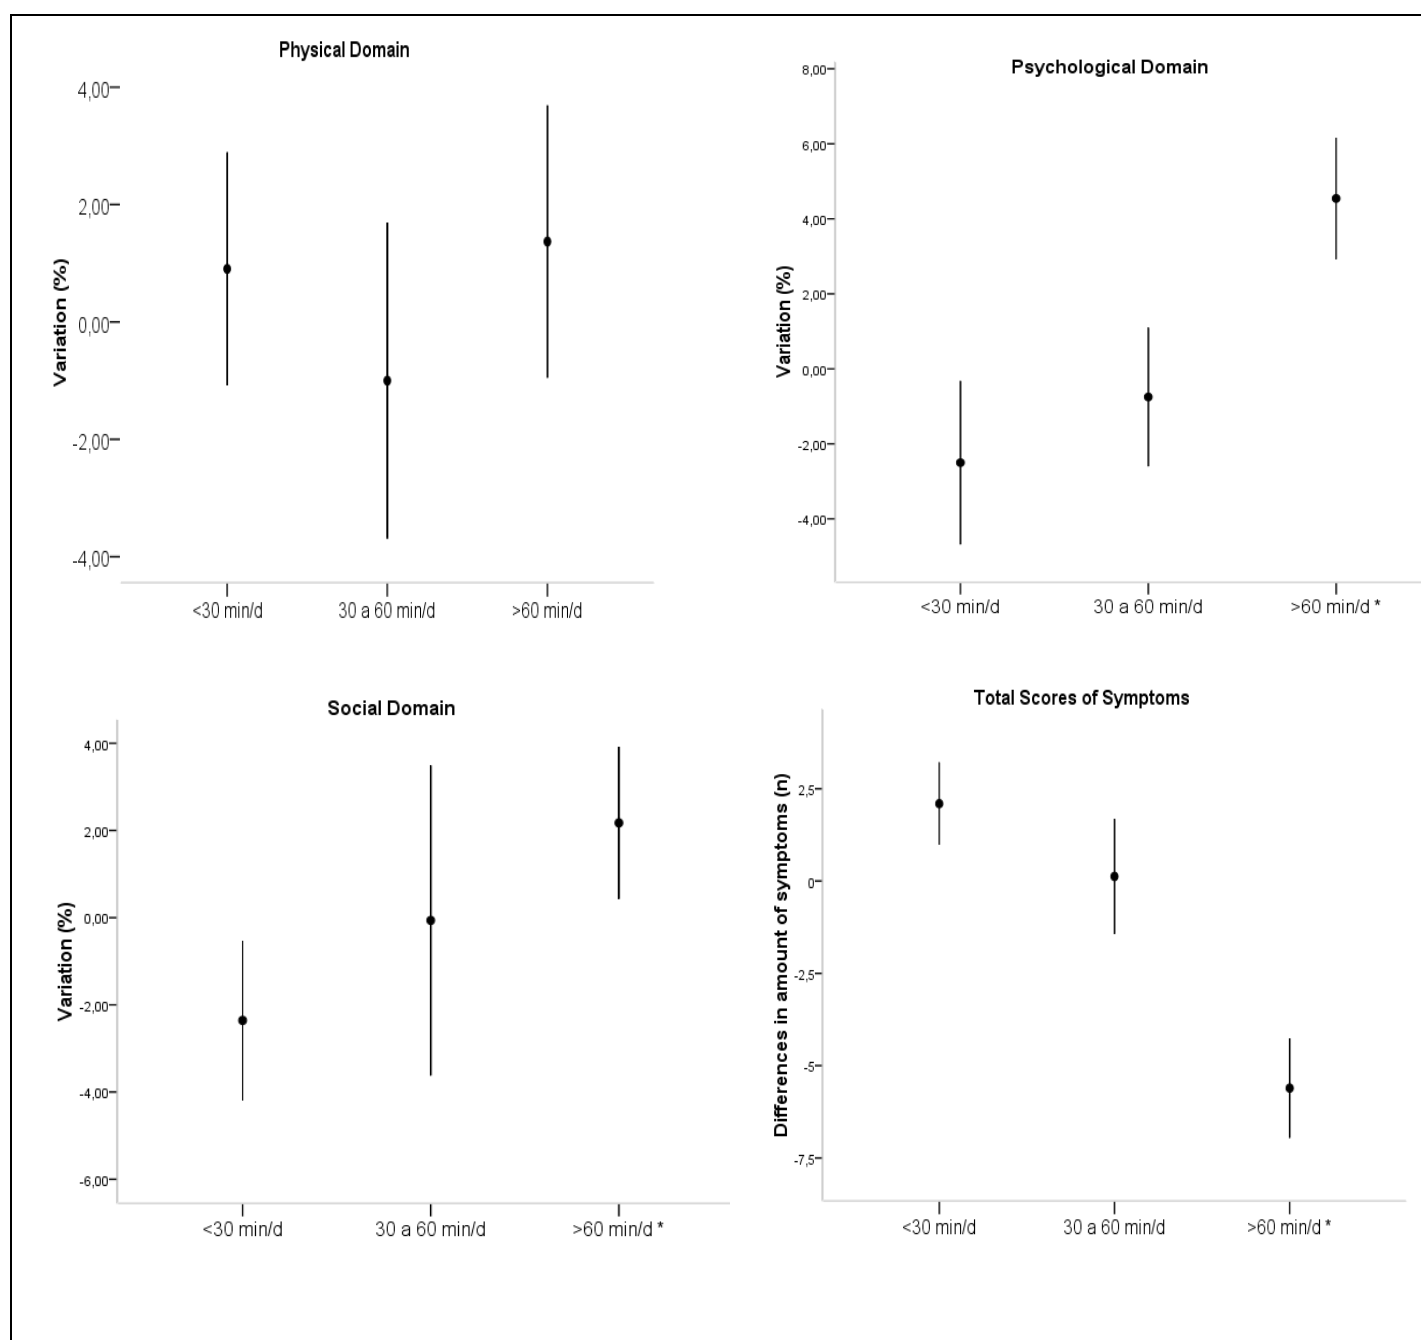 Physical Domain
4,00
2,00
0,00
-2,00
-4,00
Variation (%)
<30 min/d
30 a 60 min/d
>60 min/d
Psychological Domain
8,00
6,00
4,00
2,00
0,00
-2,00
-4,00
Variation (%)
<30 min/d
30 a 60 min/d
>60 min/d *
Social Domain
4,00
2,00
0,00
-2,00
-4,00
-6,00
Variation (%)
<30 min/d
30 a 60 min/d
>60 min/d *
Total Scores of Symptoms
2,5
0
-2,5
-5
-7,5
Differences in amount of symptoms (n)
<30 min/d
30 a 60 min/d
>60 min/d *